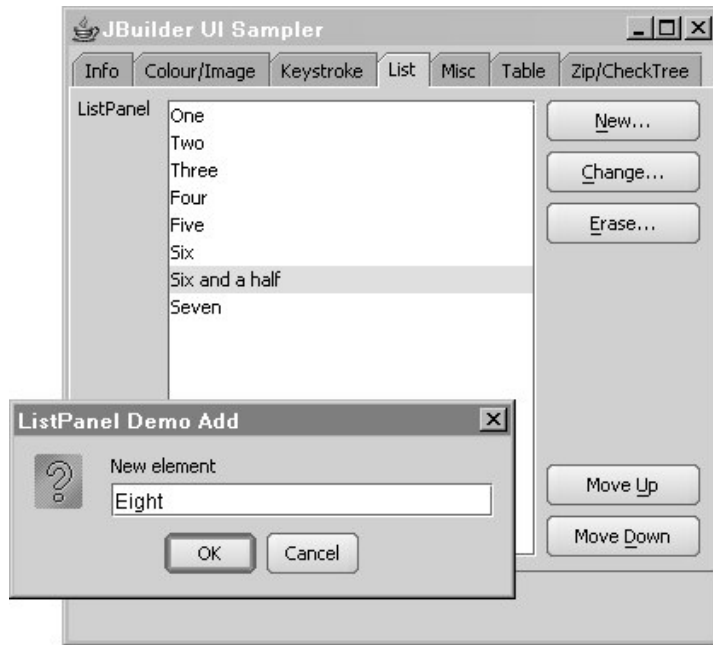 JBuilder UI Sampler
Info Colour/Image Keystroke List Misc Table Zip/CheckTree
ListPanel
One
Two
Three
Four
Five
Six
Six and a half
Seven
New...
Change...
Erase...
Move Up
Move Down
ListPanel Demo Add
New element
Eight
OK Cancel